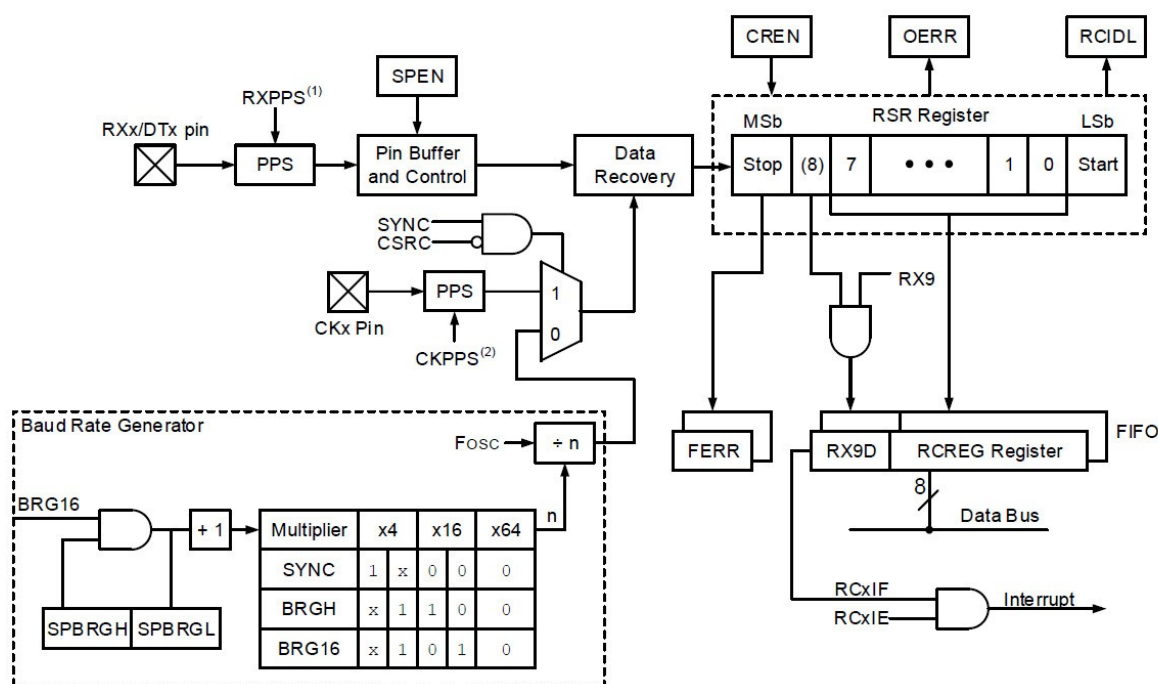 CREN OERR RCIDL
SPEN
RXPPS(1)
RXx/DTx pin
MSb RSR Register LSb
PPS
Pin Buffer
and Control
Data
Recovery
Stop (8) 7 • • • 1 0 Start
SYNC
CSRC
RX9
PPS
1
0
CKx Pin
CKPPS(2)
Baud Rate Generator
FOSC
÷ n
FERR
RX9D RCREG Register
FIFO
8
Data Bus
BRG16
+ 1
n
Multiplier x4 x16 x64
SYNC 1 x 0 0 0
BRGH x 1 1 0 0
BRG16 x 1 0 1 0
SPBRGH SPBRGL
RCxIF
RCxIE
Interrupt